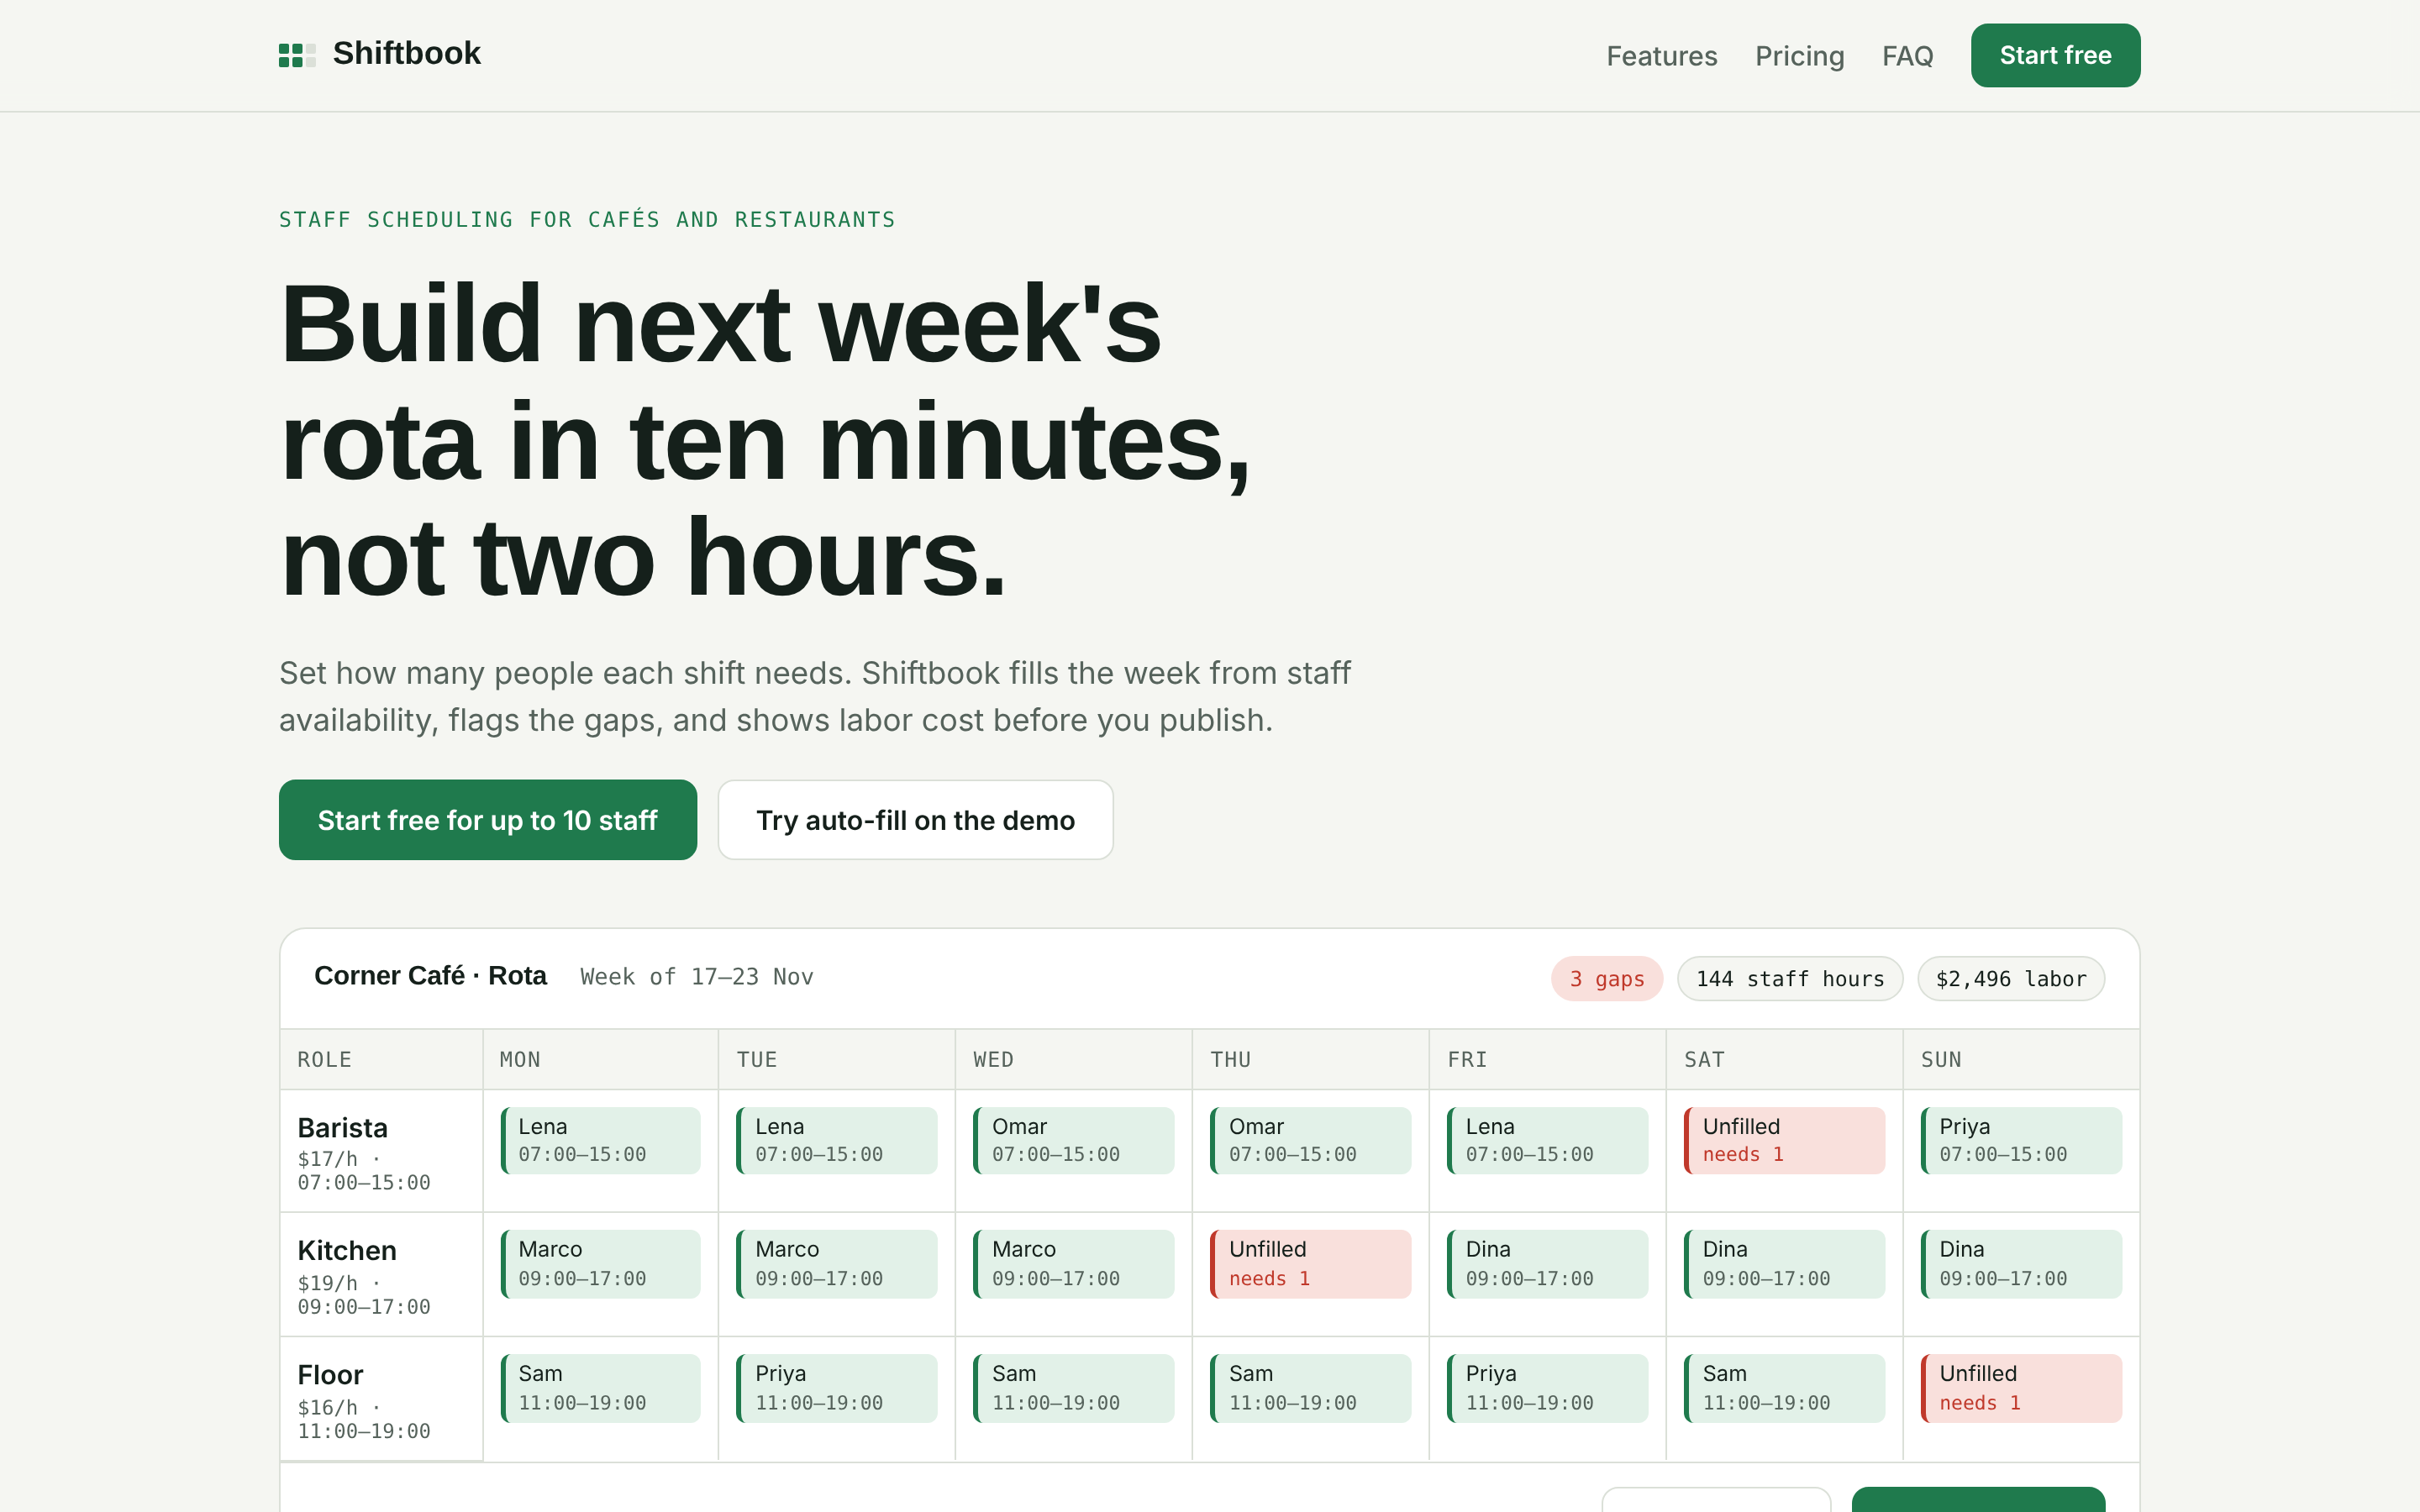 Shiftbook
Features
Pricing
FAQ
Start free
STAFF SCHEDULING FOR CAFÉS AND RESTAURANTS
Build next week's
rota in ten minutes,
not two hours.
Set how many people each shift needs. Shiftbook fills the week from staff
availability, flags the gaps, and shows labor cost before you publish.
Start free for up to 10 staff
Try auto-fill on the demo
Corner Café · Rota
Week of 17–23 Nov
3 gaps
144 staff hours
$2,496 labor
ROLE
MON
TUE
WED
THU
FRI
SAT
SUN
Barista
$17/h ·
07:00–15:00
Lena
07:00–15:00
Lena
07:00–15:00
Omar
07:00–15:00
Omar
07:00–15:00
Lena
07:00–15:00
Unfilled
needs 1
Priya
07:00–15:00
Kitchen
$19/h ·
09:00–17:00
Marco
09:00–17:00
Marco
09:00–17:00
Marco
09:00–17:00
Unfilled
needs 1
Dina
09:00–17:00
Dina
09:00–17:00
Dina
09:00–17:00
Floor
$16/h ·
11:00–19:00
Sam
11:00–19:00
Priya
11:00–19:00
Sam
11:00–19:00
Sam
11:00–19:00
Priya
11:00–19:00
Sam
11:00–19:00
Unfilled
needs 1